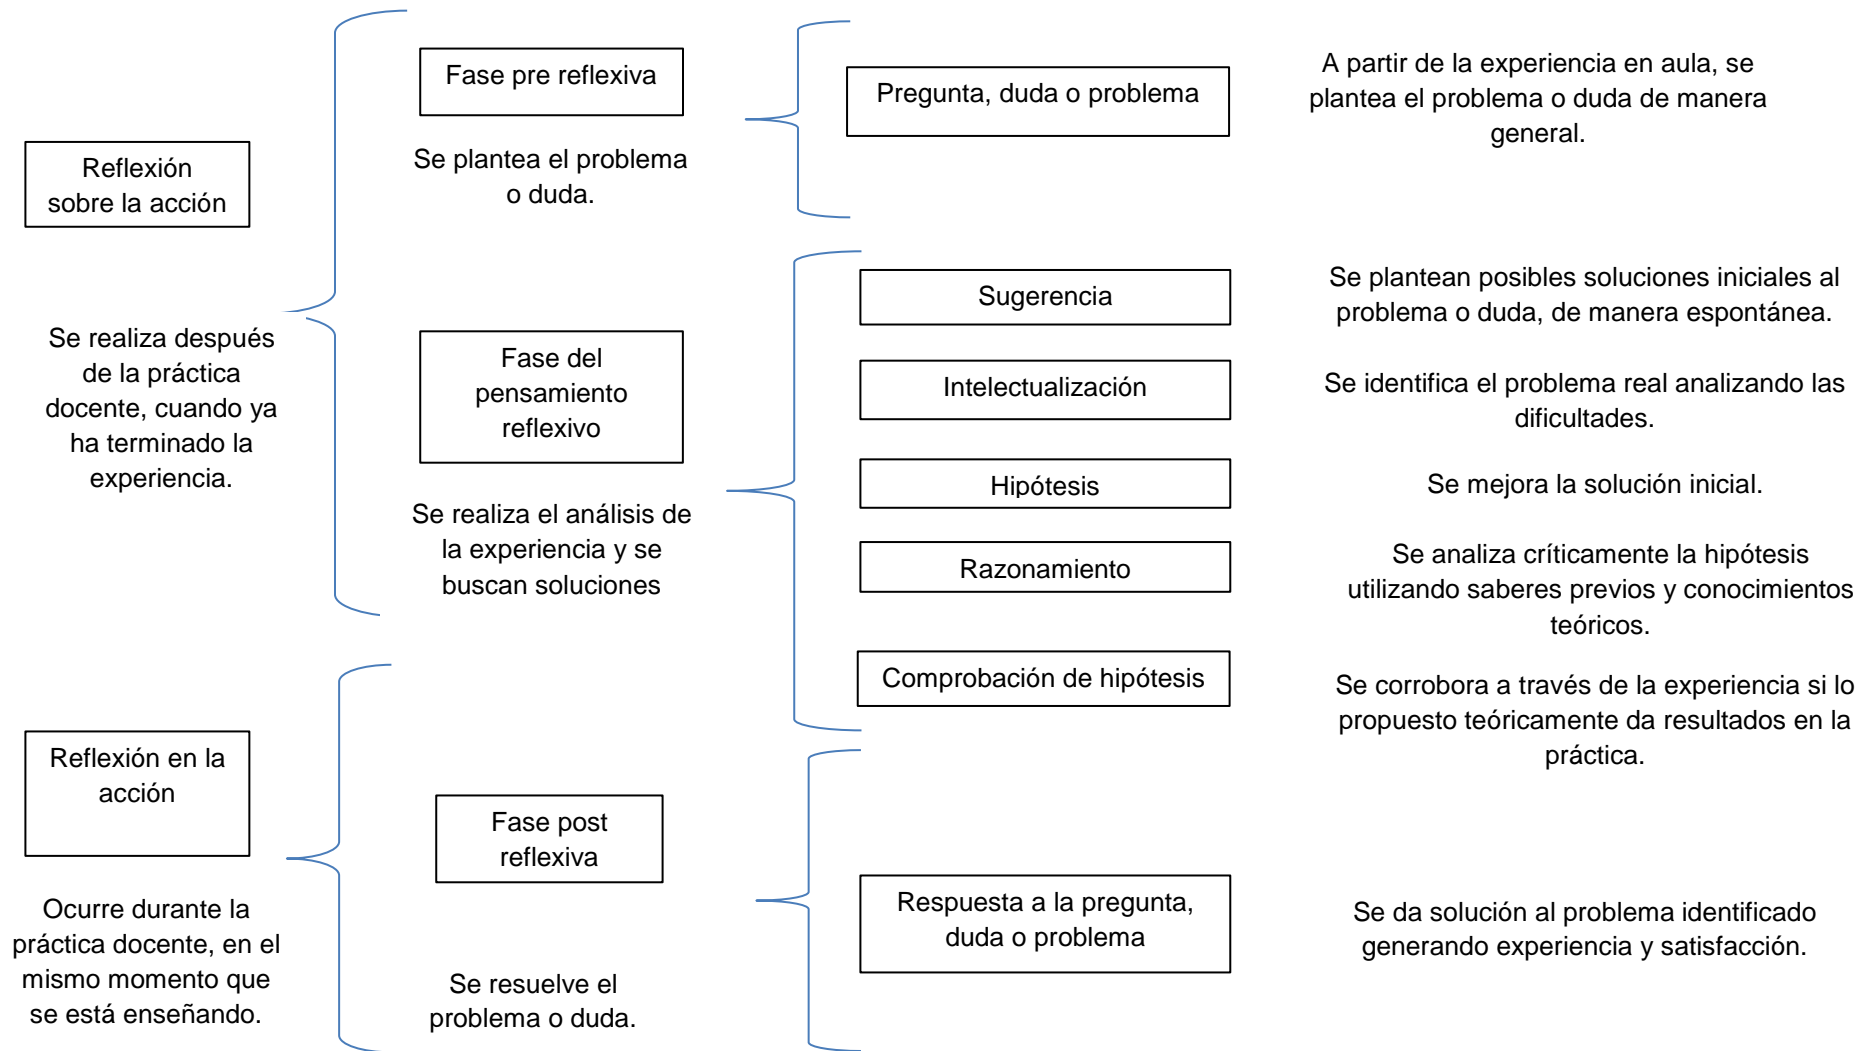 Reflexión
sobre la acción
Se realiza después
de la práctica
docente, cuando ya
ha terminado la
experiencia.
Fase pre reflexiva
Se plantea el problema
o duda.
Pregunta, duda o problema
A partir de la experiencia en aula, se
plantea el problema o duda de manera
general.
Fase del
pensamiento
reflexivo
Se realiza el análisis de
la experiencia y se
buscan soluciones
Sugerencia
Se plantean posibles soluciones iniciales al
problema o duda, de manera espontánea.
Intelectualización
Se identifica el problema real analizando las
dificultades.
Hipótesis
Se mejora la solución inicial.
Razonamiento
Se analiza críticamente la hipótesis
utilizando saberes previos y conocimientos
teóricos.
Comprobación de hipótesis
Se corrobora a través de la experiencia si lo
propuesto teóricamente da resultados en la
práctica.
Reflexión en la
acción
Ocurre durante la
práctica docente, en el
mismo momento que
se está enseñando.
Fase post
reflexiva
Se resuelve el
problema o duda.
Respuesta a la pregunta,
duda o problema
Se da solución al problema identificado
generando experiencia y satisfacción.